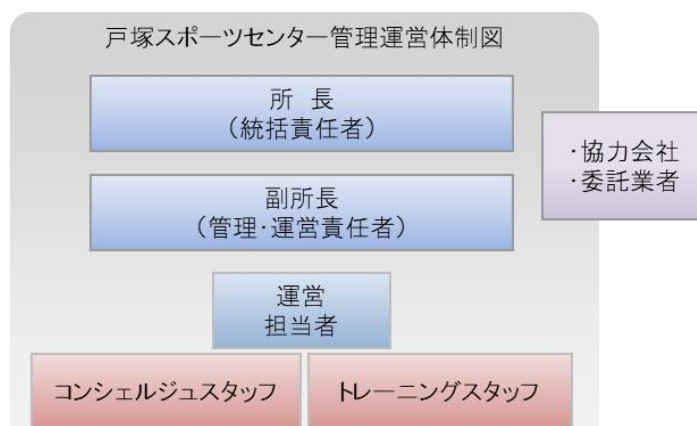 戸塚スポーツセンター管理運営体制図
所 長
（統括責任者）
・協力会社
・委託業者
副所長
（管理・運営責任者）
運営
担当者
コンシェルジュスタッフ
トレーニングスタッフ